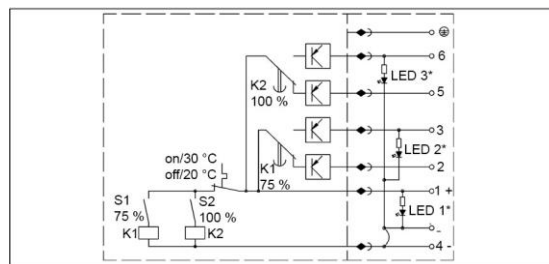 6
LED 3*
K2
100 %
5
3
LED 2*
on/30 °C
off/20 °C
K1
75 %
2
S1
75 %
S2
100 %
1 +
LED 1*
K1
K2
-
4 -